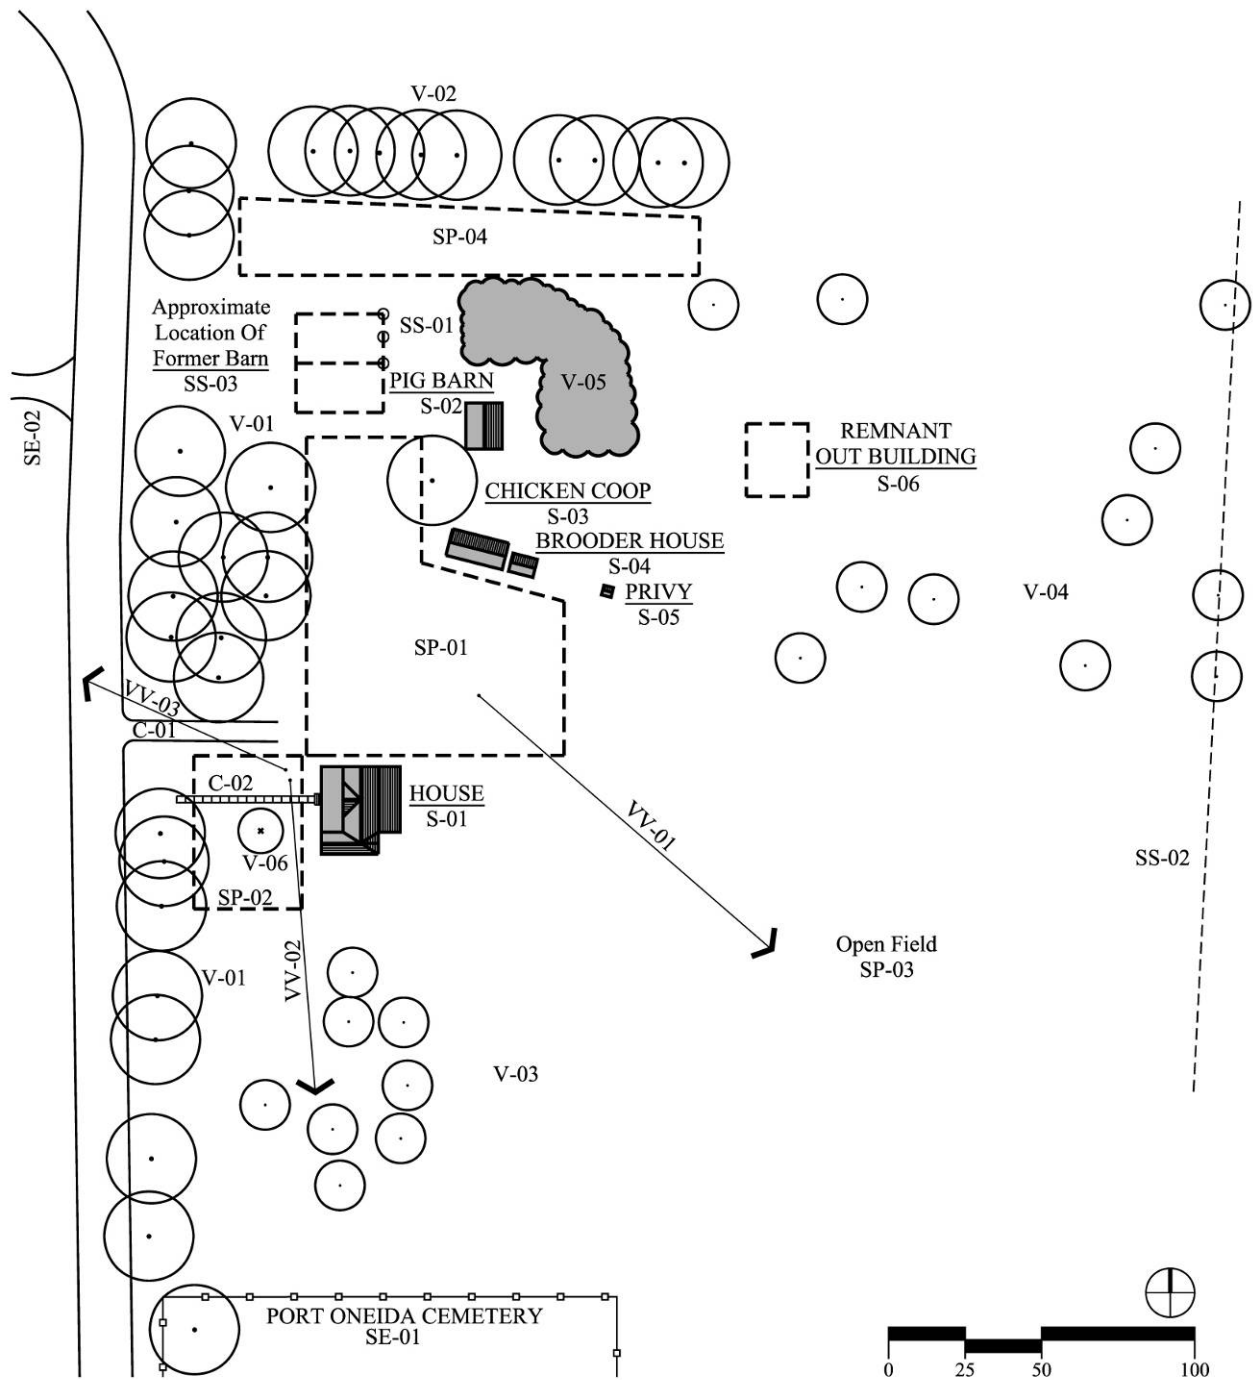 V-02
SP-04
Approximate
Location Of
Former Barn
SS-03
SS-01
PIG BARN
S-02
V-05
SE-02
V-01
REMNANT
OUT BUILDING
S-06
CHICKEN COOP
S-03
BROODER HOUSE
S-04
PRIVY
S-05
V-04
SP-01
VV-03
C-01
C-02
HOUSE
S-01
VV-01
V-06
SP-02
SS-02
VV-02
V-01
Open Field
SP-03
V-03
PORT ONEIDA CEMETERY
SE-01
0 25 50 100